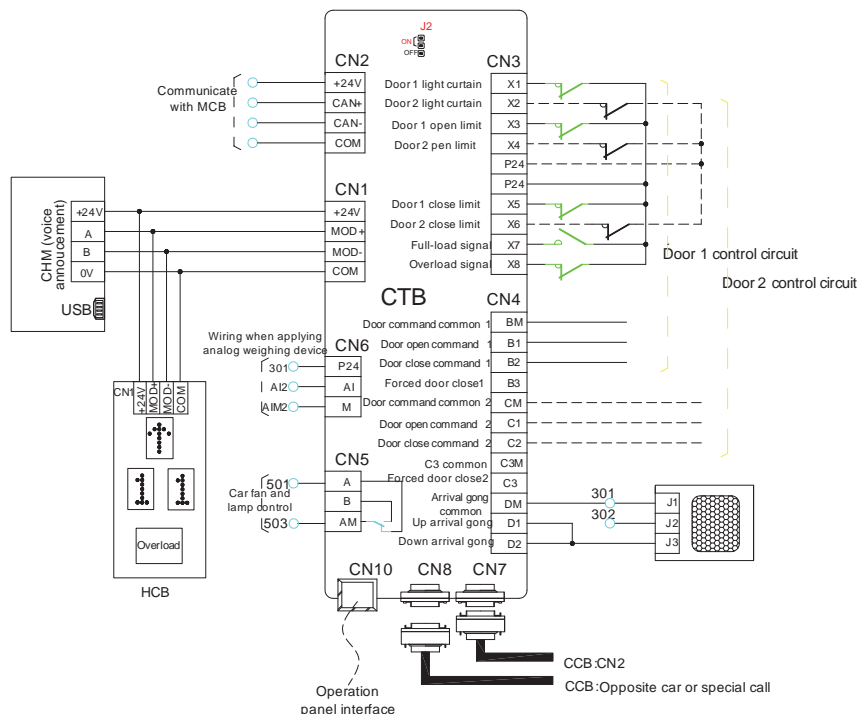 J2
ON
OFF
CN2
CN3
Communicate
with MCB
+24V
CAN+
CAN-
COM
Door 1 light curtain
Door 2 light curtain
Door 1 open limit
Door 2 pen limit
X1
X2
X3
X4
P24
P24
X5
X6
X7
X8
Door 1 close limit
Door 2 close limit
Full-load signal
Overload signal
Door 1 control circuit
Door 2 control circuit
CHM (voice
annoucement)
+24V
A
B
0V
USB
CN1
+24V
MOD+
MOD-
COM
CTB
CN4
Door command common 1
Door open command 1
Door close command 1
Forced door close1
Door command common 2
Door open command 2
Door close command 2
C3 common
Forced door close2
Arrival gong
common
Up arrival gong
Down arrival gong
BM
B1
B2
B3
CM
C1
C2
C3M
C3
DM
D1
D2
Wiring when applying
analog weighing device
CN6
301
AI2
AIM2
P24
AI
M
CN5
Car fan and
lamp control
501
503
A
B
AM
CN1
+24V
MOD+
MOD-
COM
Overload
HCB
301
302
J1
J2
J3
CN10
CN8
CN7
CCB:CN2
CCB:Opposite car or special call
Operation
panel interface